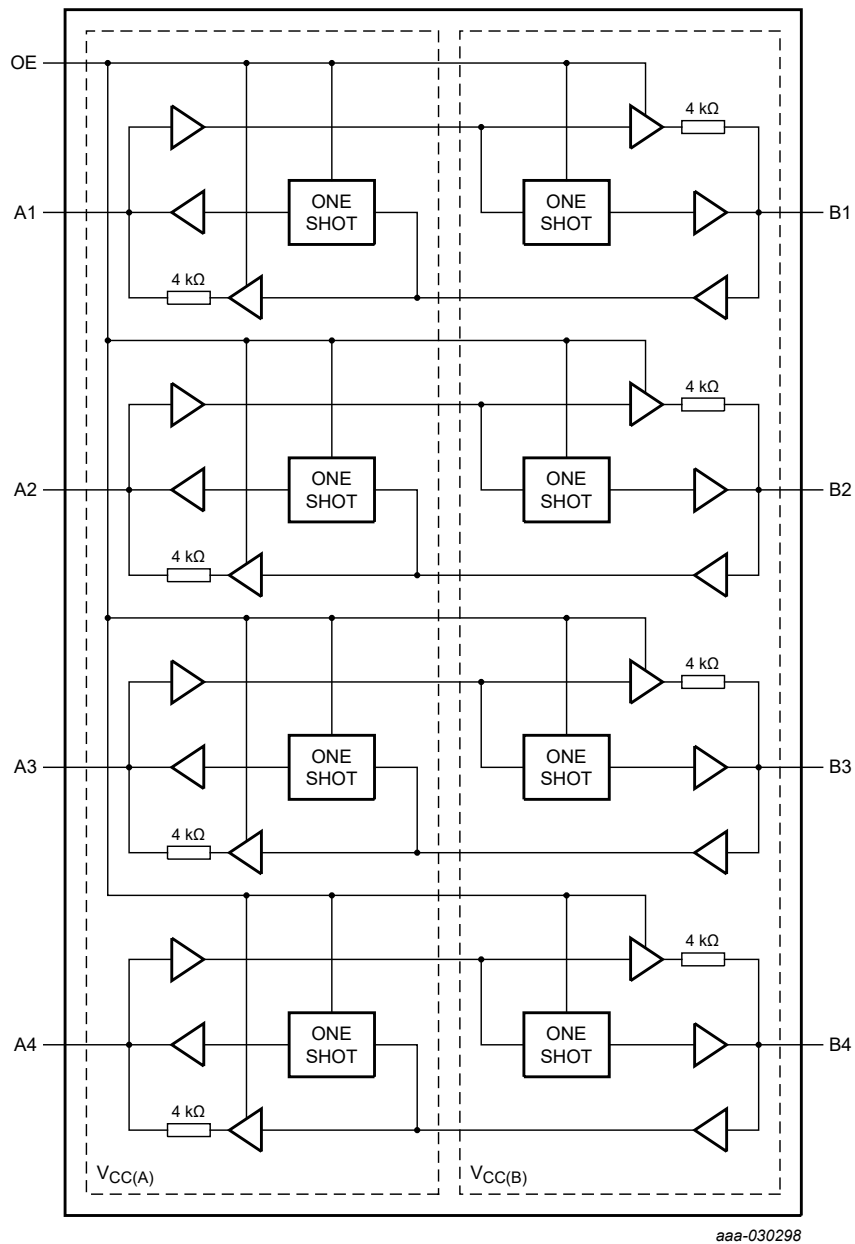 OE
4 kΩ
A1
ONE
SHOT
ONE
SHOT
B1
4 kΩ
4 kΩ
A2
ONE
SHOT
ONE
SHOT
B2
4 kΩ
4 kΩ
A3
ONE
SHOT
ONE
SHOT
B3
4 kΩ
4 kΩ
A4
ONE
SHOT
ONE
SHOT
B4
4 kΩ
VCC(A)
VCC(B)
aaa-030298